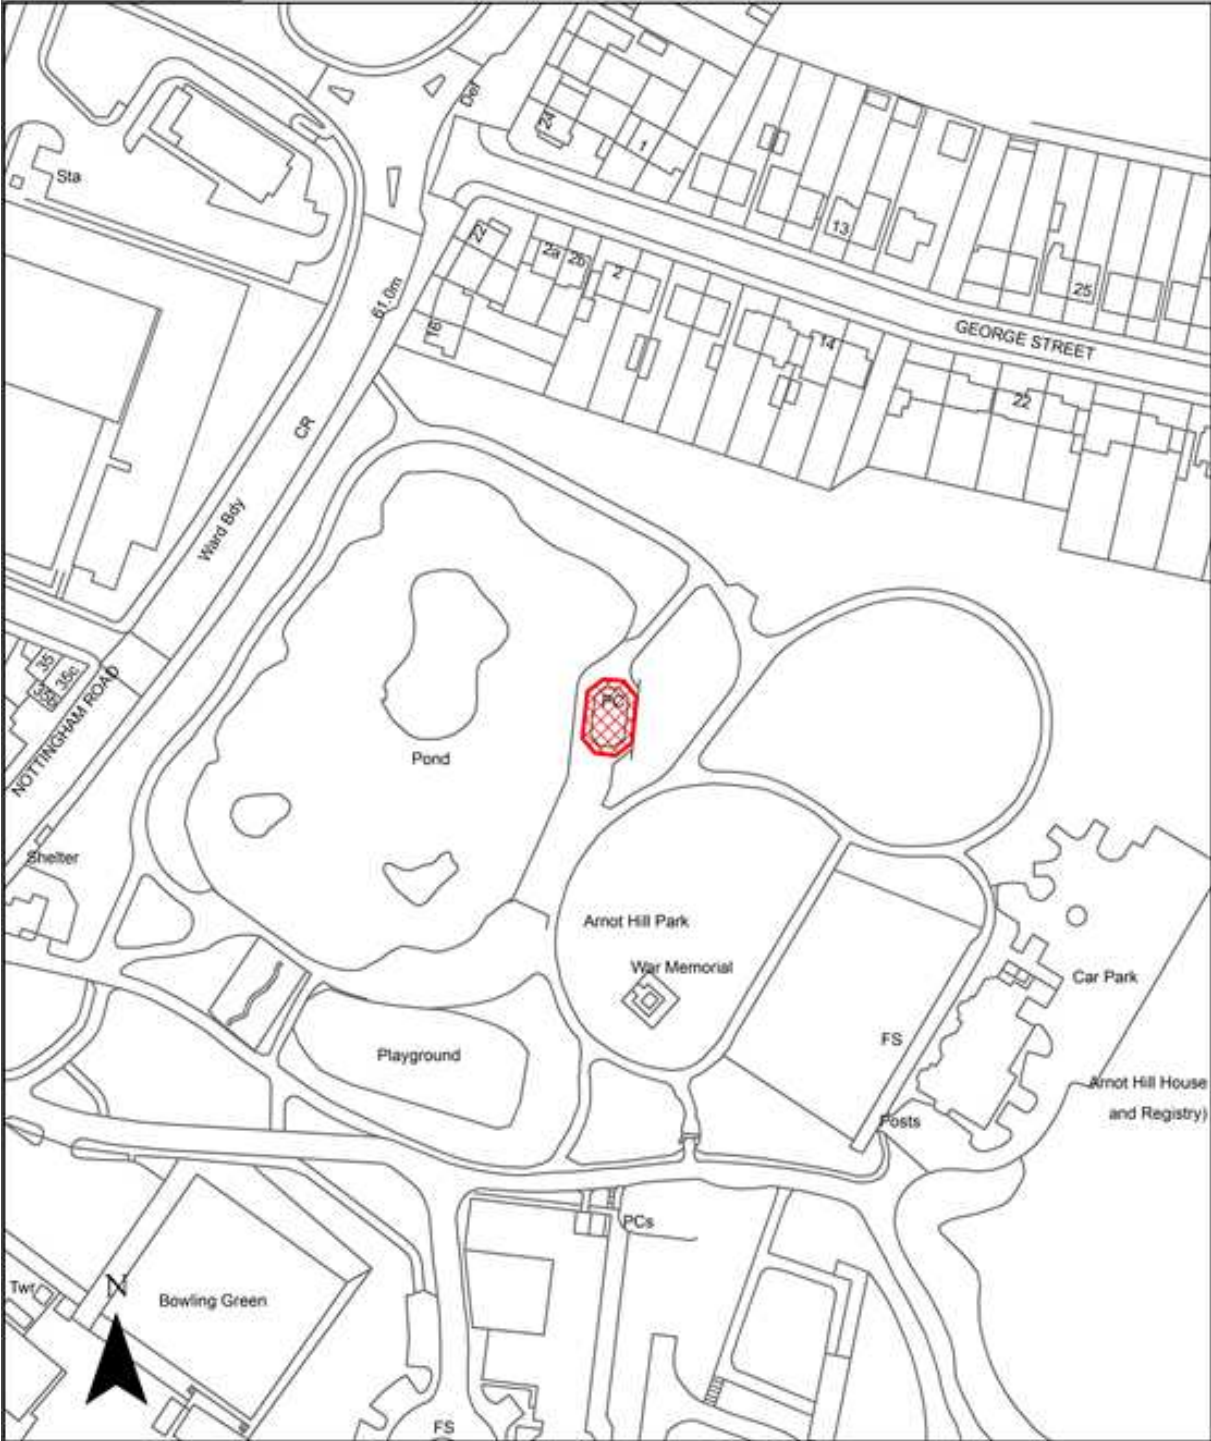 Def
24
1
Sta
13
22
2a
2b
2
25
61.0m
16
14
GEORGE STREET
22
CR
Ward Bdy
35
35c
35b
NOTTINGHAM ROAD
PC
Pond
Shelter
Arnot Hill Park
War Memorial
Car Park
FS
Playground
Arnot Hill House
and Registry)
Posts
PCs
Twr
N
Bowling Green
FS